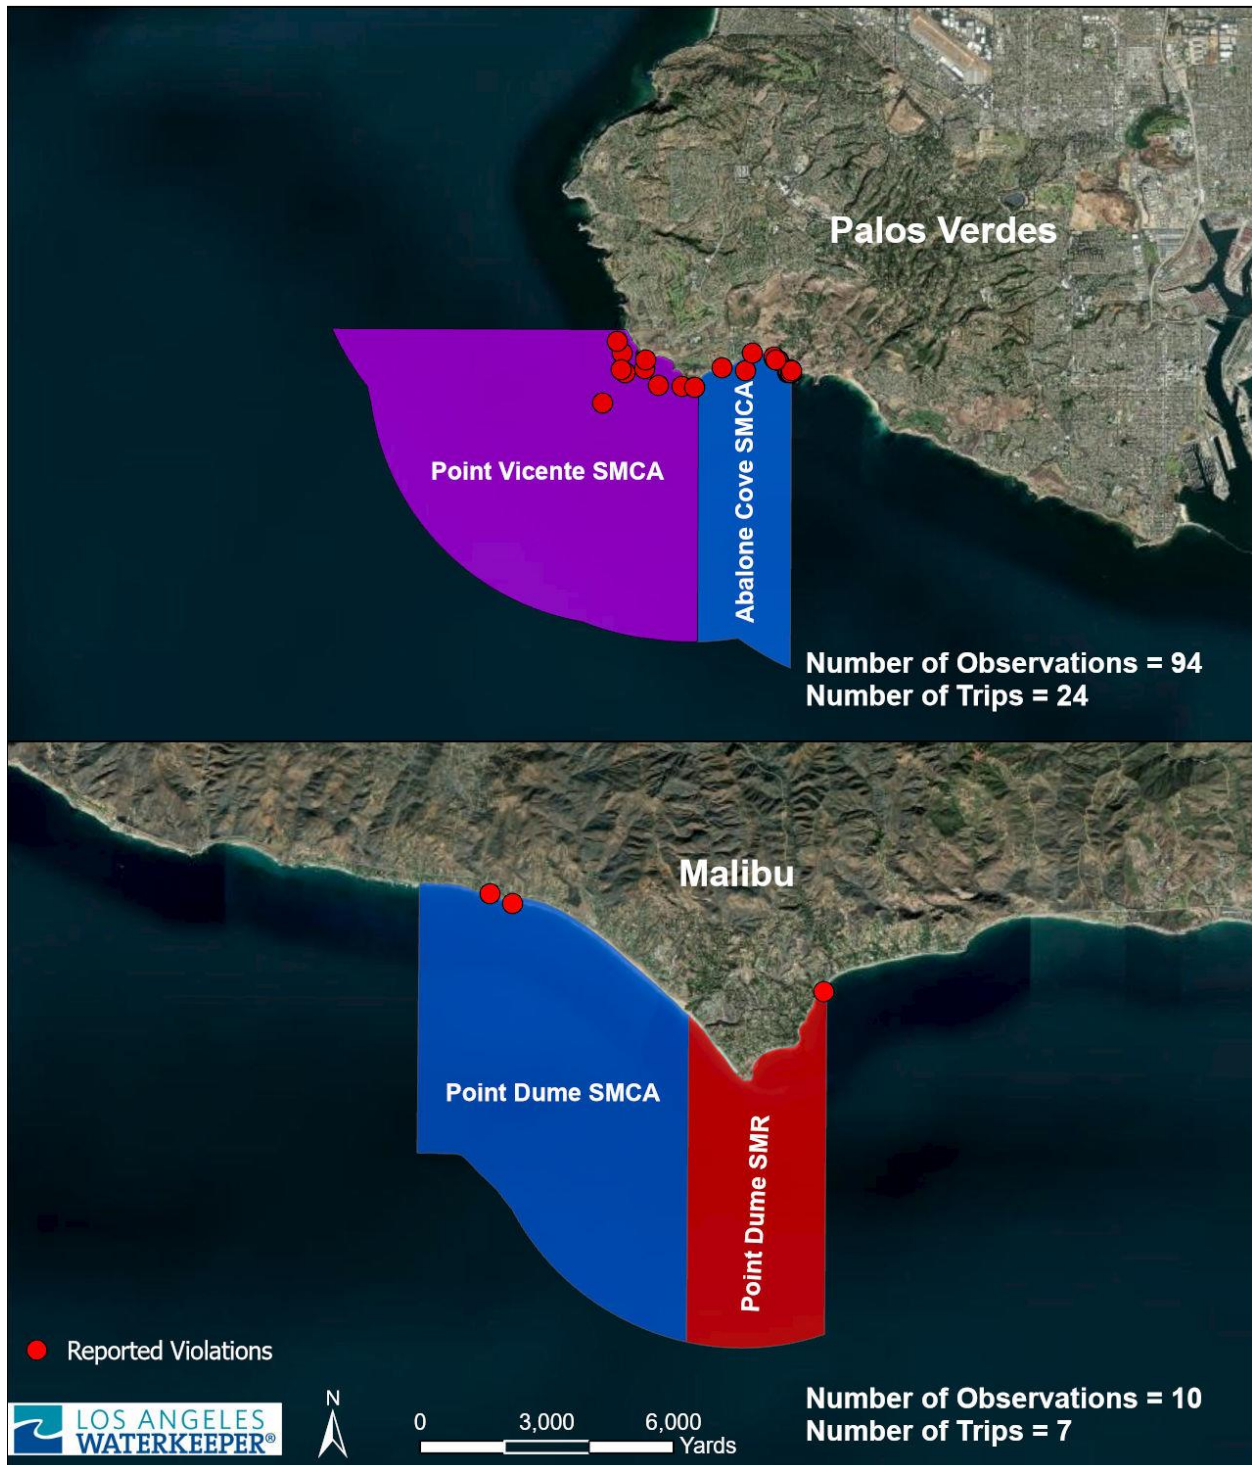 Palos Verdes
Point Vicente SMCA
Abalone Cove SMCA
Number of Observations = 94
Number of Trips = 24
Malibu
Point Dume SMCA
Point Dume SMR
Reported Violations
LOS ANGELES
WATERKEEPER®
N
0 3,000 6,000
Yards
Number of Observations = 10
Number of Trips = 7